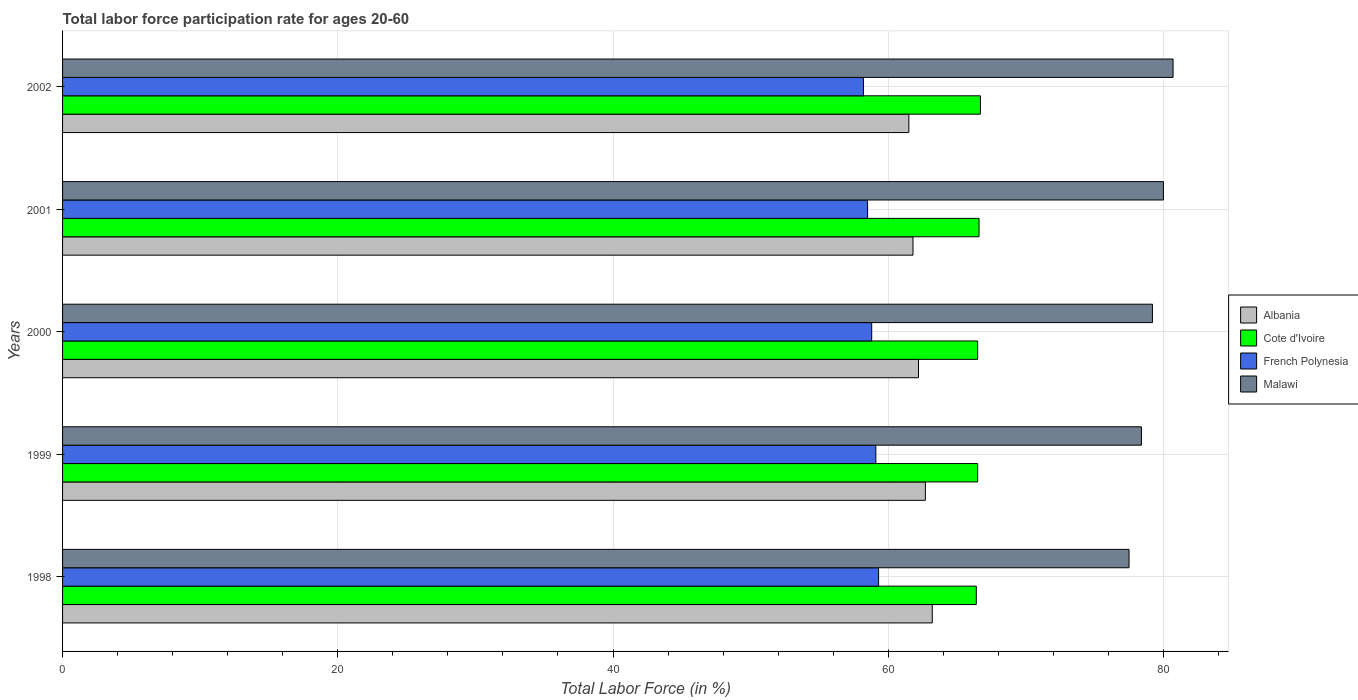 Total labor force participation rate for ages 20-60
2002
2001
2000
1999
1998
Years
0
20
40
60
80
Total Labor Force (in %)
Albania
Cote d'Ivoire
French Polynesia
Malawi